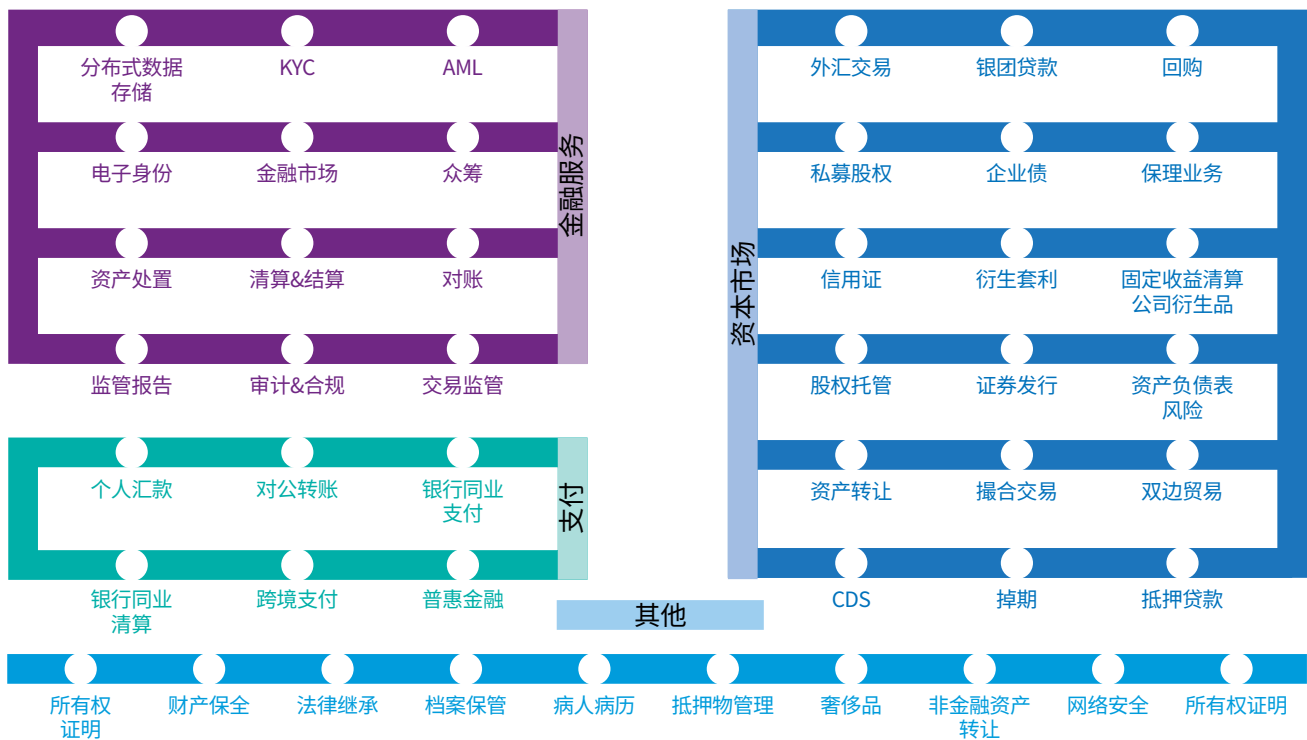 金融服务
分布式数据
存储
KYC
AML
电子身份
金融市场
众筹
资产处置
清算&结算
对账
监管报告
审计&合规
交易监管
支付
个人汇款
对公转账
银行同业
支付
银行同业
清算
跨境支付
普惠金融
资本市场
外汇交易
银团贷款
回购
私募股权
企业债
保理业务
信用证
衍生套利
固定收益清算
公司衍生品
股权托管
证券发行
资产负债表
风险
资产转让
撮合交易
双边贸易
CDS
掉期
抵押贷款
其他
所有权
证明
财产保全
法律继承
档案保管
病人病历
抵押物管理
奢侈品
非金融资产
转让
网络安全
所有权证明